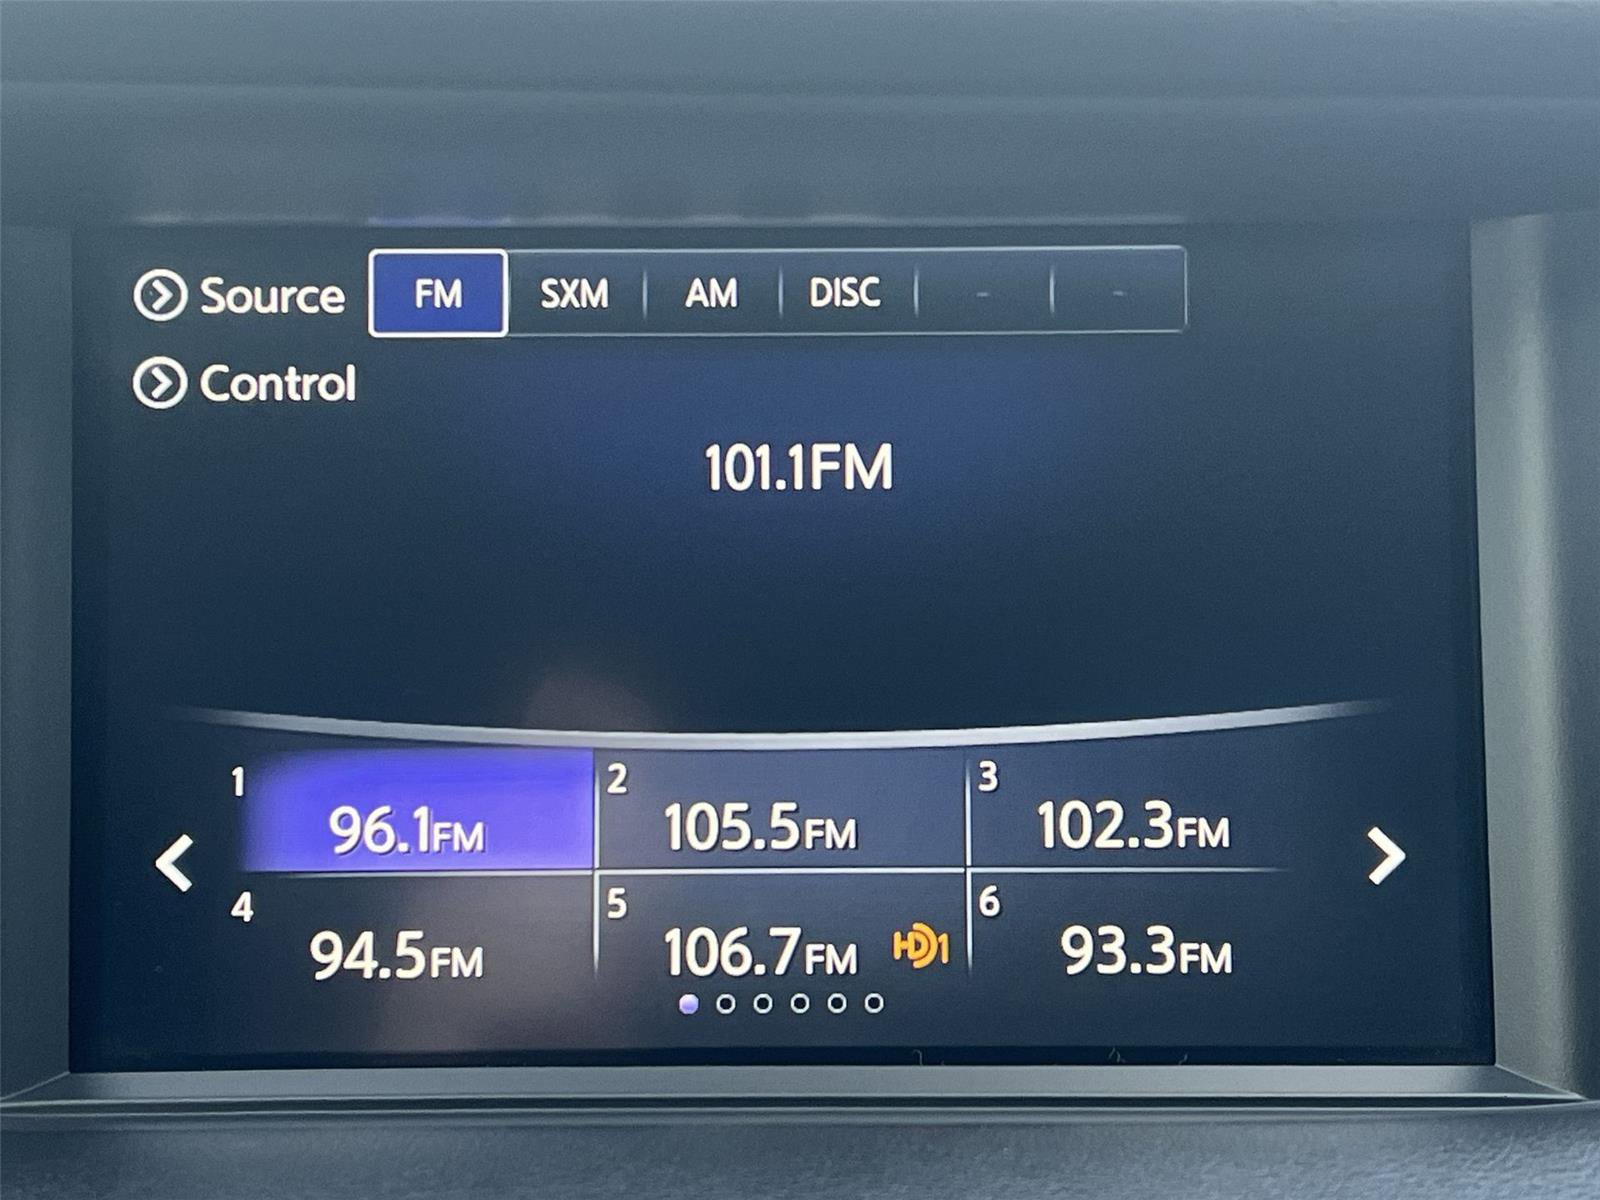 Source FM SXM AM DISC - -
Control
101.1FM
1 96.1FM 2 105.5FM 3 102.3FM
4 94.5FM 5 106.7FM HD1 6 93.3FM